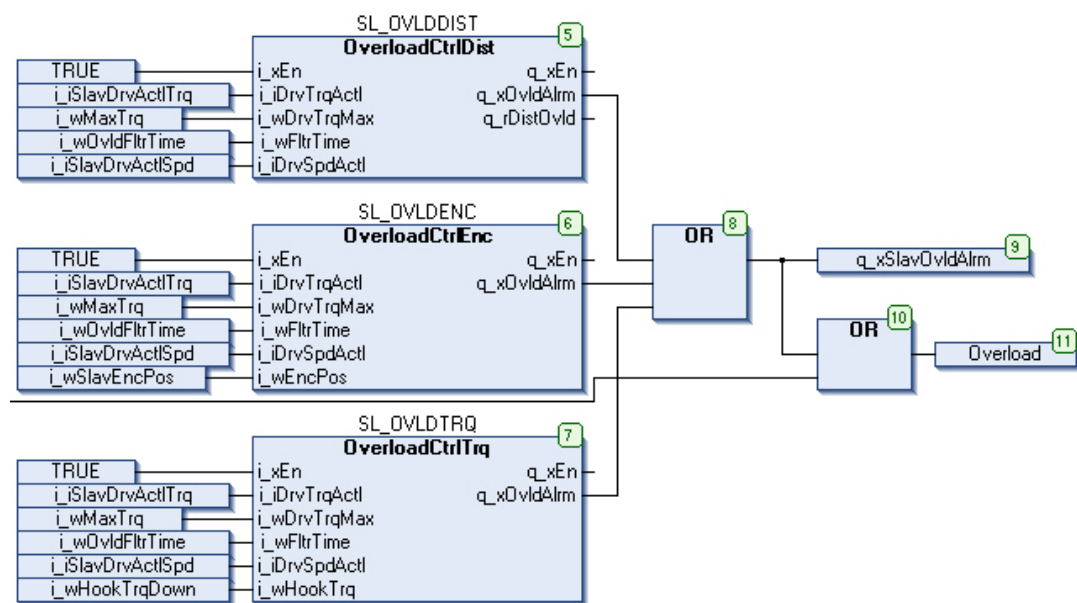 SL_OVLDDIST
5
OverloadCtrlDist
TRUE i_xEn q_xEn
i_iSlavDrvActlTrq i_iDrvTrqActl q_xOvldAlrm
i_wMaxTrq i_wDrvTrqMax q_rDistOvld
i_wOvldFltrTime i_wFltrTime
i_iSlavDrvActlSpd i_iDrvSpdActl
SL_OVLDENC
6
OverloadCtrlEnc
OR 8
TRUE i_xEn q_xEn
q_xSlavOvldAlrm 9
i_iSlavDrvActlTrq i_iDrvTrqActl q_xOvldAlrm
i_wMaxTrq i_wDrvTrqMax
i_wOvldFltrTime i_wFltrTime
OR 10
i_iSlavDrvActlSpd i_iDrvSpdActl
Overload 11
i_wSlavEncPos i_wEncPos
SL_OVLDTRQ
7
OverloadCtrlTrq
TRUE i_xEn q_xEn
i_iSlavDrvActlTrq i_iDrvTrqActl q_xOvldAlrm
i_wMaxTrq i_wDrvTrqMax
i_wOvldFltrTime i_wFltrTime
i_iSlavDrvActlSpd i_iDrvSpdActl
i_wHookTrqDown i_wHookTrq